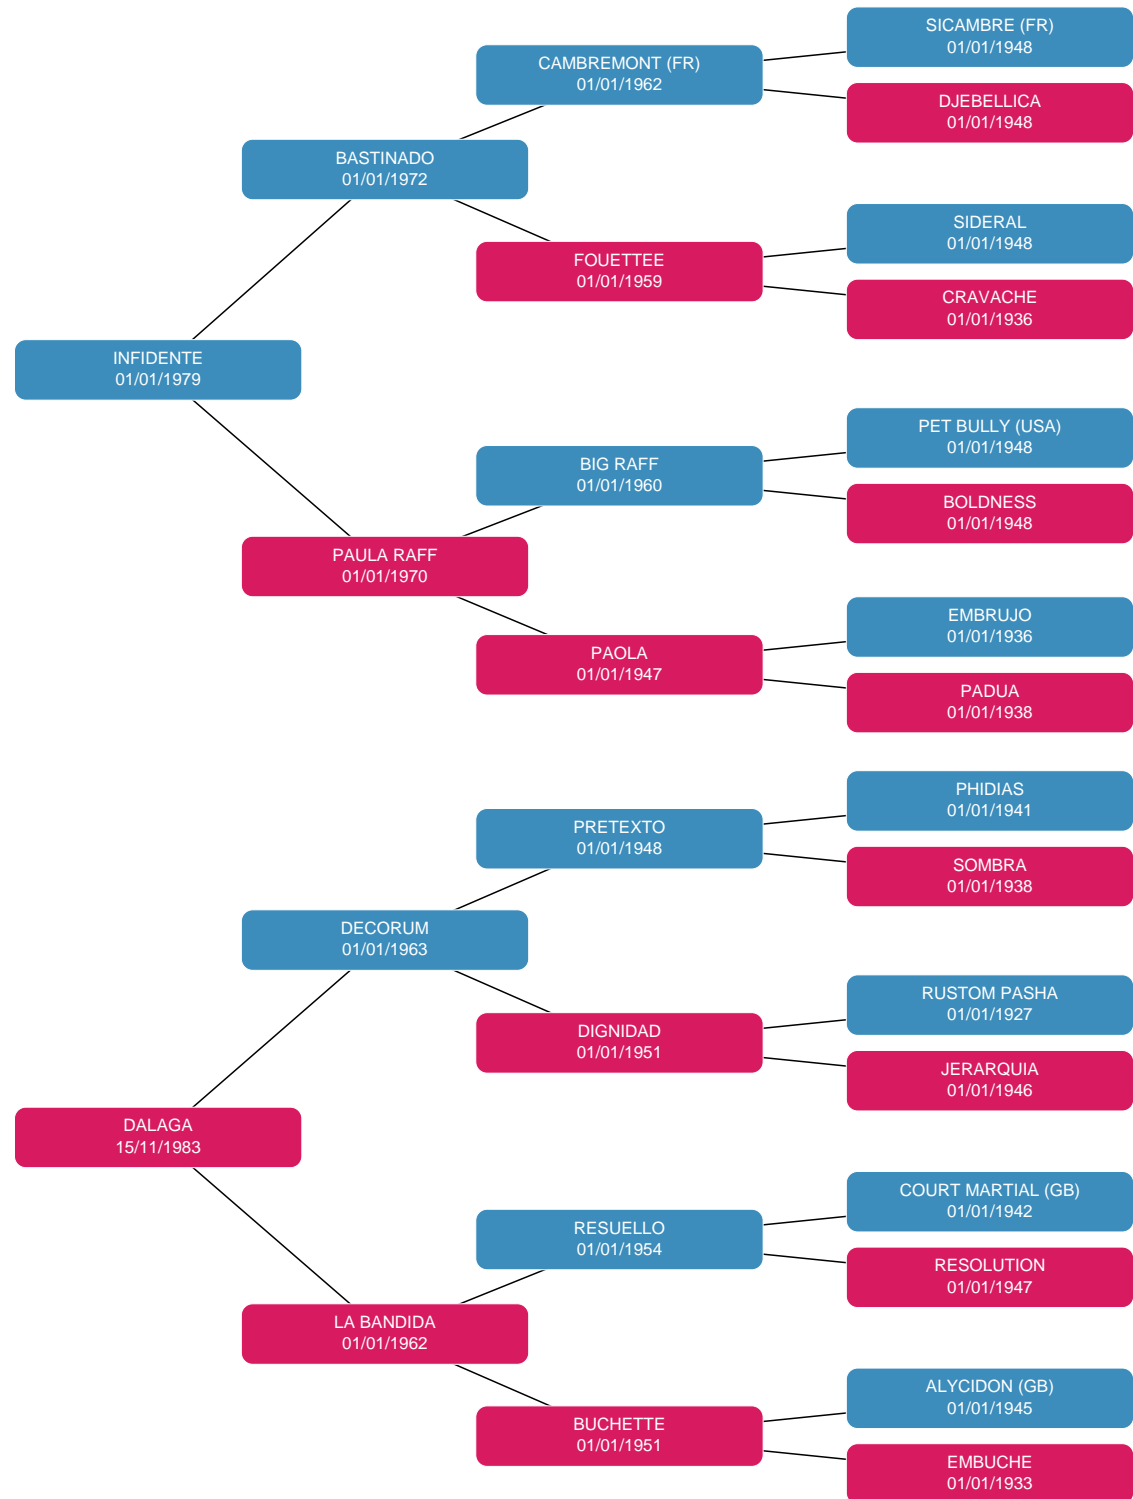 SICAMBRE (FR)
01/01/1948
CAMBREMONT (FR)
01/01/1962
DJEBELLICA
01/01/1948
BASTINADO
01/01/1972
SIDERAL
01/01/1948
FOUETTEE
01/01/1959
CRAVACHE
01/01/1936
INFIDENTE
01/01/1979
PET BULLY (USA)
01/01/1948
BIG RAFF
01/01/1960
BOLDNESS
01/01/1948
PAULA RAFF
01/01/1970
EMBRUJO
01/01/1936
PAOLA
01/01/1947
PADUA
01/01/1938
PHIDIAS
01/01/1941
PRETEXTO
01/01/1948
SOMBRA
01/01/1938
DECORUM
01/01/1963
RUSTOM PASHA
01/01/1927
DIGNIDAD
01/01/1951
JERARQUIA
01/01/1946
DALAGA
15/11/1983
COURT MARTIAL (GB)
01/01/1942
RESUELLO
01/01/1954
RESOLUTION
01/01/1947
LA BANDIDA
01/01/1962
ALYCIDON (GB)
01/01/1945
BUCHETTE
01/01/1951
EMBUCHE
01/01/1933